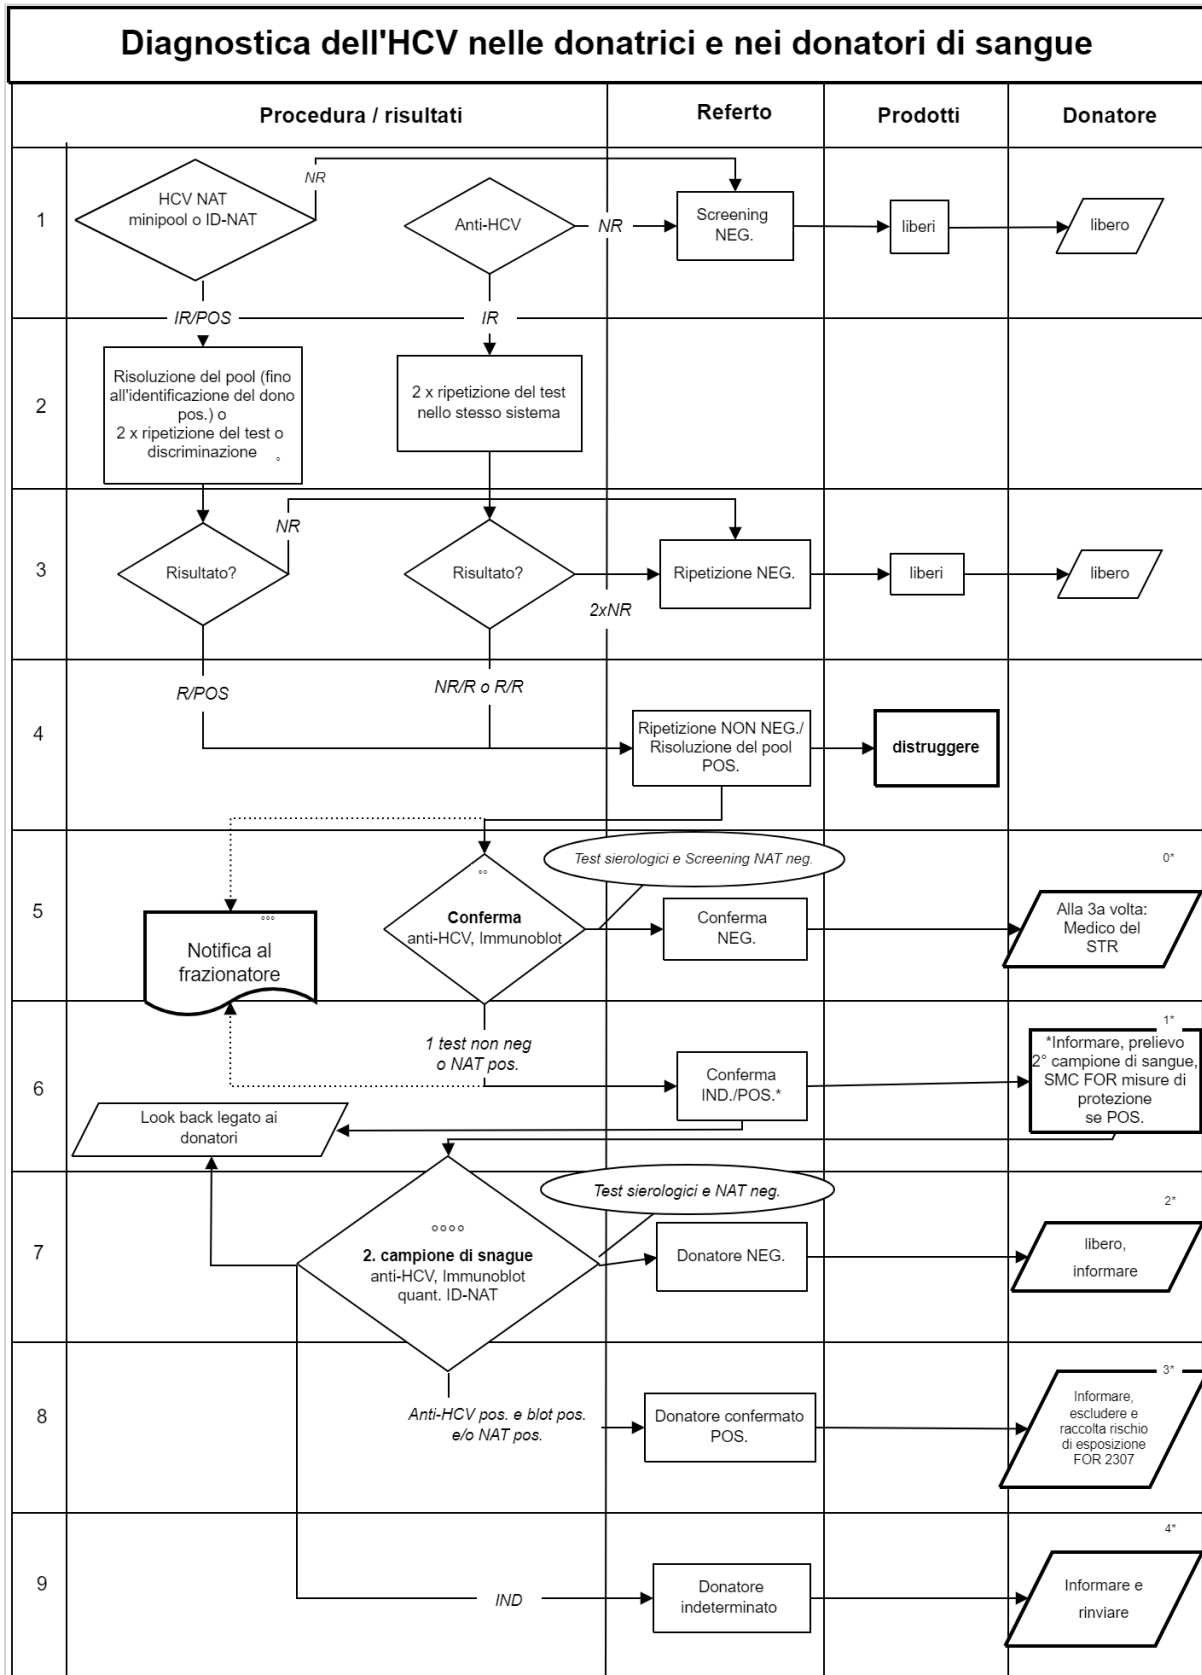 Diagnostica dell'HCV nelle donatrici e nei donatori di sangue
Procedura / risultati
Referto
Prodotti
Donatore
1
HCV NAT
minipool o ID-NAT
NR
Anti-HCV
NR
Screening
NEG.
liberi
libero
IR/POS
IR
2
Risoluzione del pool (fino
all'identificazione del dono
pos.) o
2 x ripetizione del test o
discriminazione °
2 x ripetizione del test
nello stesso sistema
3
Risultato?
NR
Risultato?
2xNR
Ripetizione NEG.
liberi
libero
R/POS
NR/R o R/R
4
Ripetizione NON NEG./
Risoluzione del pool
POS.
distruggere
5
Test sierologici e Screening NAT neg.
°°
Conferma
anti-HCV, Immunoblot
Conferma
NEG.
0*
Alla 3a volta:
Medico del
STR
°°°
Notifica al
frazionatore
6
1 test non neg
o NAT pos.
Conferma
IND./POS.*
1*
*Informare, prelievo
2° campione di sangue,
SMC FOR misure di
protezione
se POS.
Look back legato ai
donatori
7
Test sierologici e NAT neg.
°°°°
2. campione di snague
anti-HCV, Immunoblot
quant. ID-NAT
Donatore NEG.
2*
libero,
informare
8
Anti-HCV pos. e blot pos.
e/o NAT pos.
Donatore confermato
POS.
3*
Informare,
escludere e
raccolta rischio
di esposizione
FOR 2307
9
IND
Donatore
indeterminato
4*
Informare e
rinviare